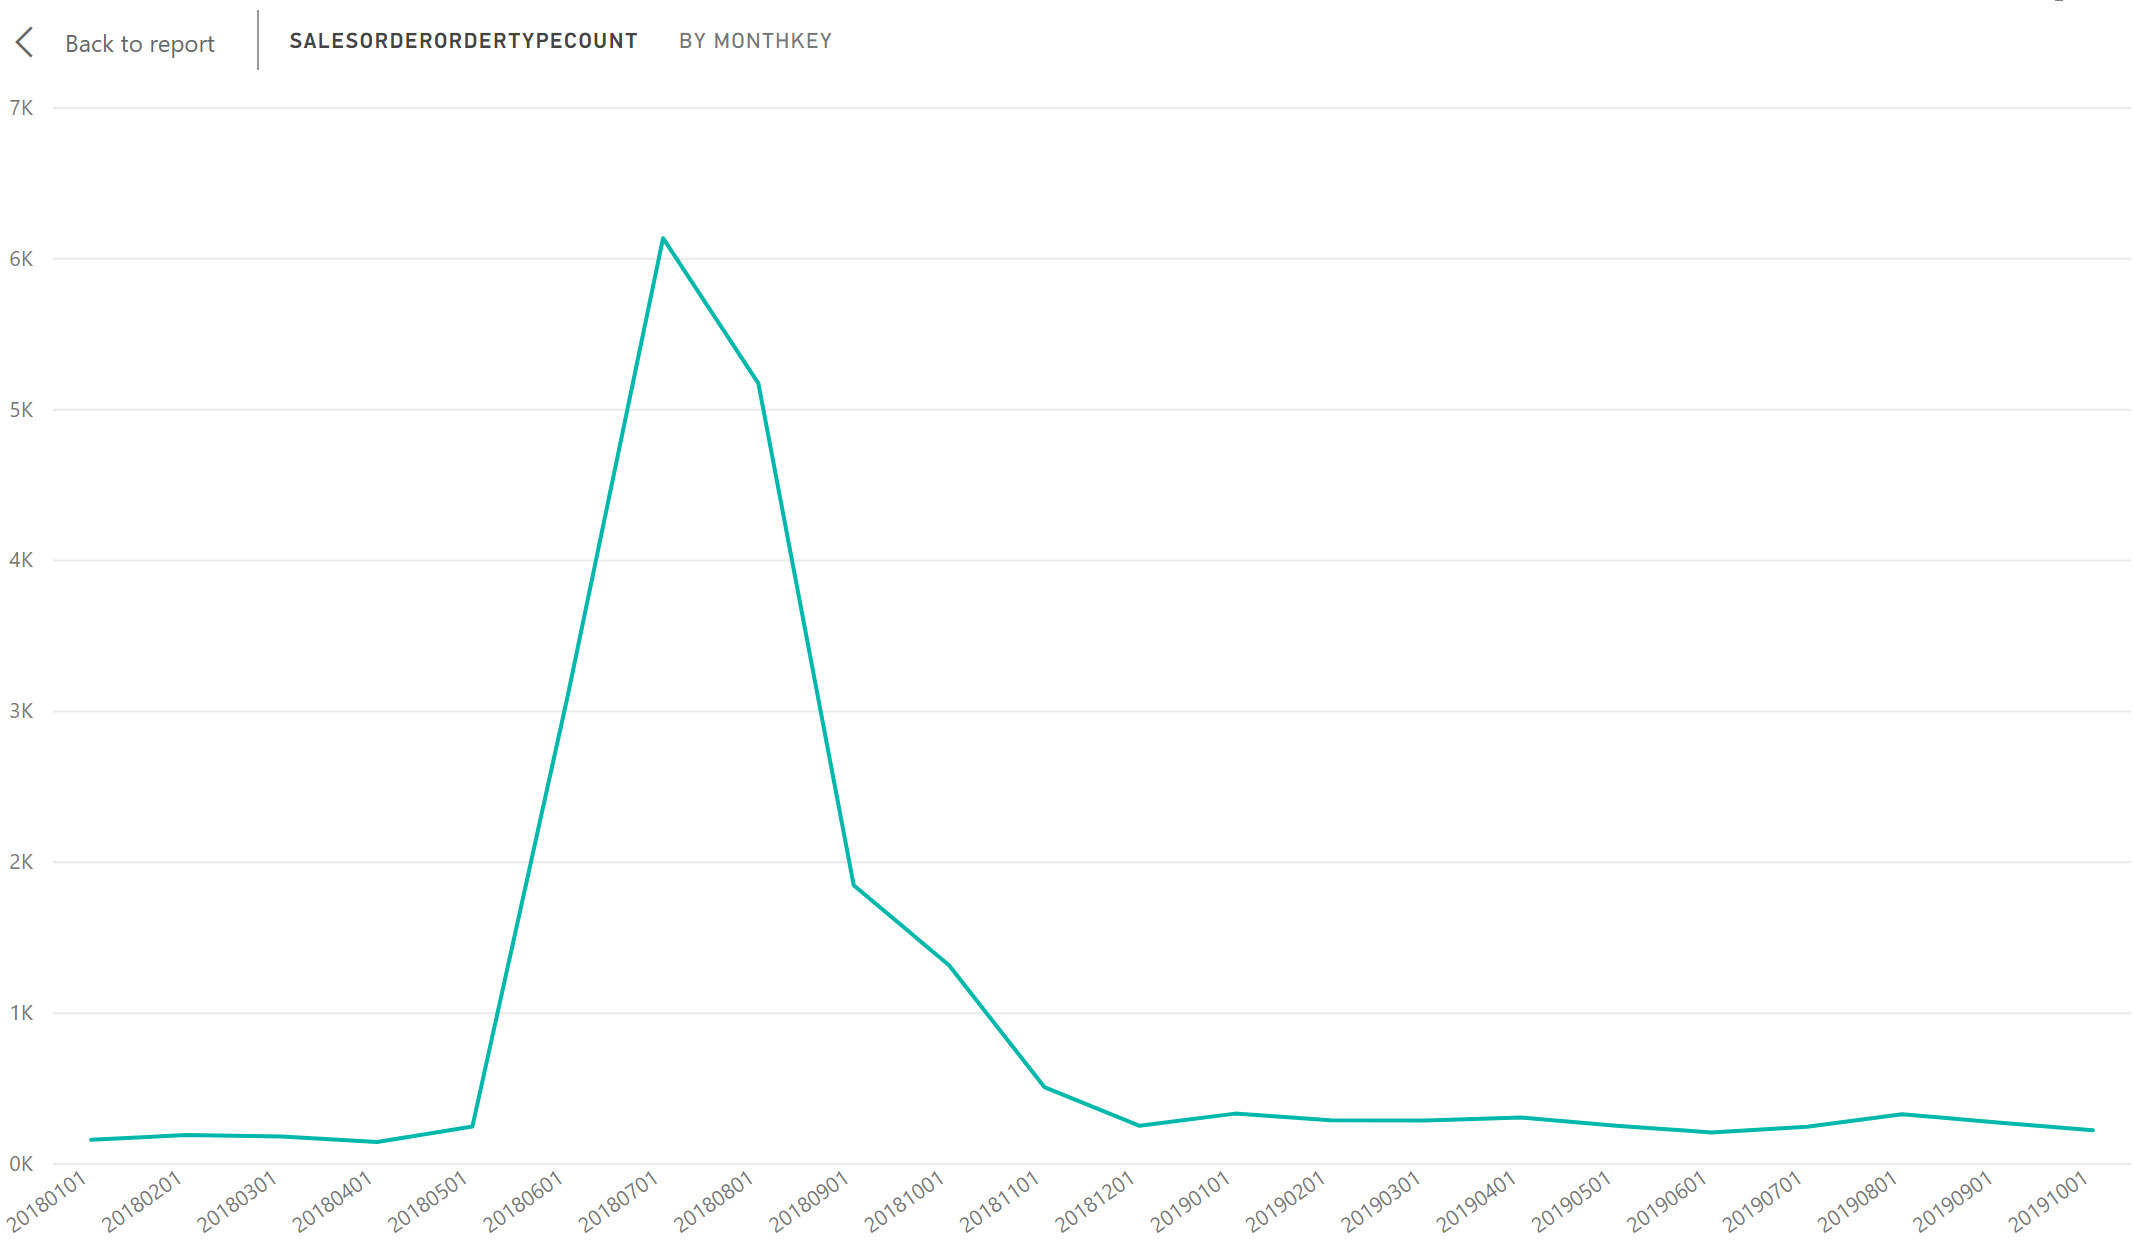 Back to report
SALESORDERORDERTYPECOUNT BY MONTHKEY
7K
6K
5K
4K
3K
2K
1K
0K
20180101
20180201
20180301
20180401
20180501
20180601
20180701
20180801
20180901
20181001
20181101
20181201
20190101
20190201
20190301
20190401
20190501
20190601
20190701
20190801
20190901
20191001